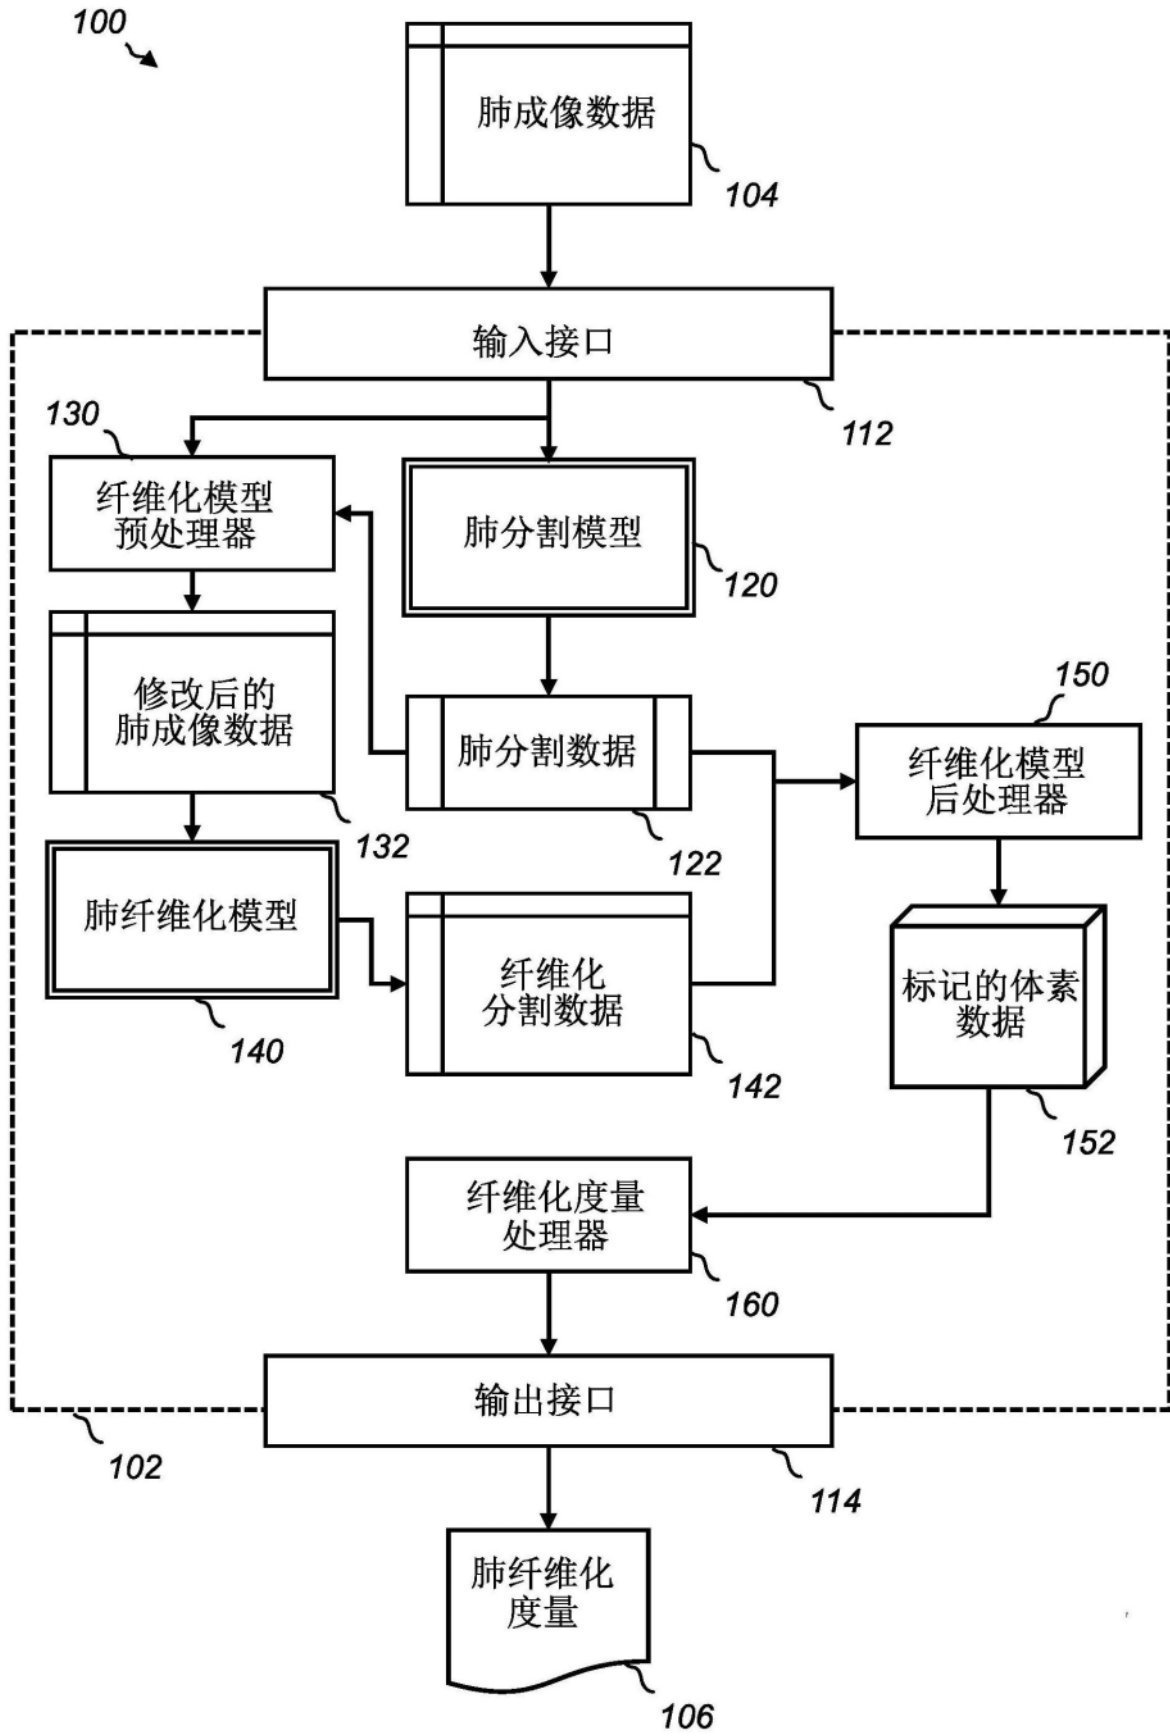 100
肺成像数据
104
输入接口
112
130
纤维化模型
预处理器
肺分割模型
120
修改后的
肺成像数据
132
肺分割数据
122
150
纤维化模型
后处理器
肺纤维化模型
140
纤维化
分割数据
142
标记的体素
数据
152
纤维化度量
处理器
160
输出接口
102
114
肺纤维化
度量
106